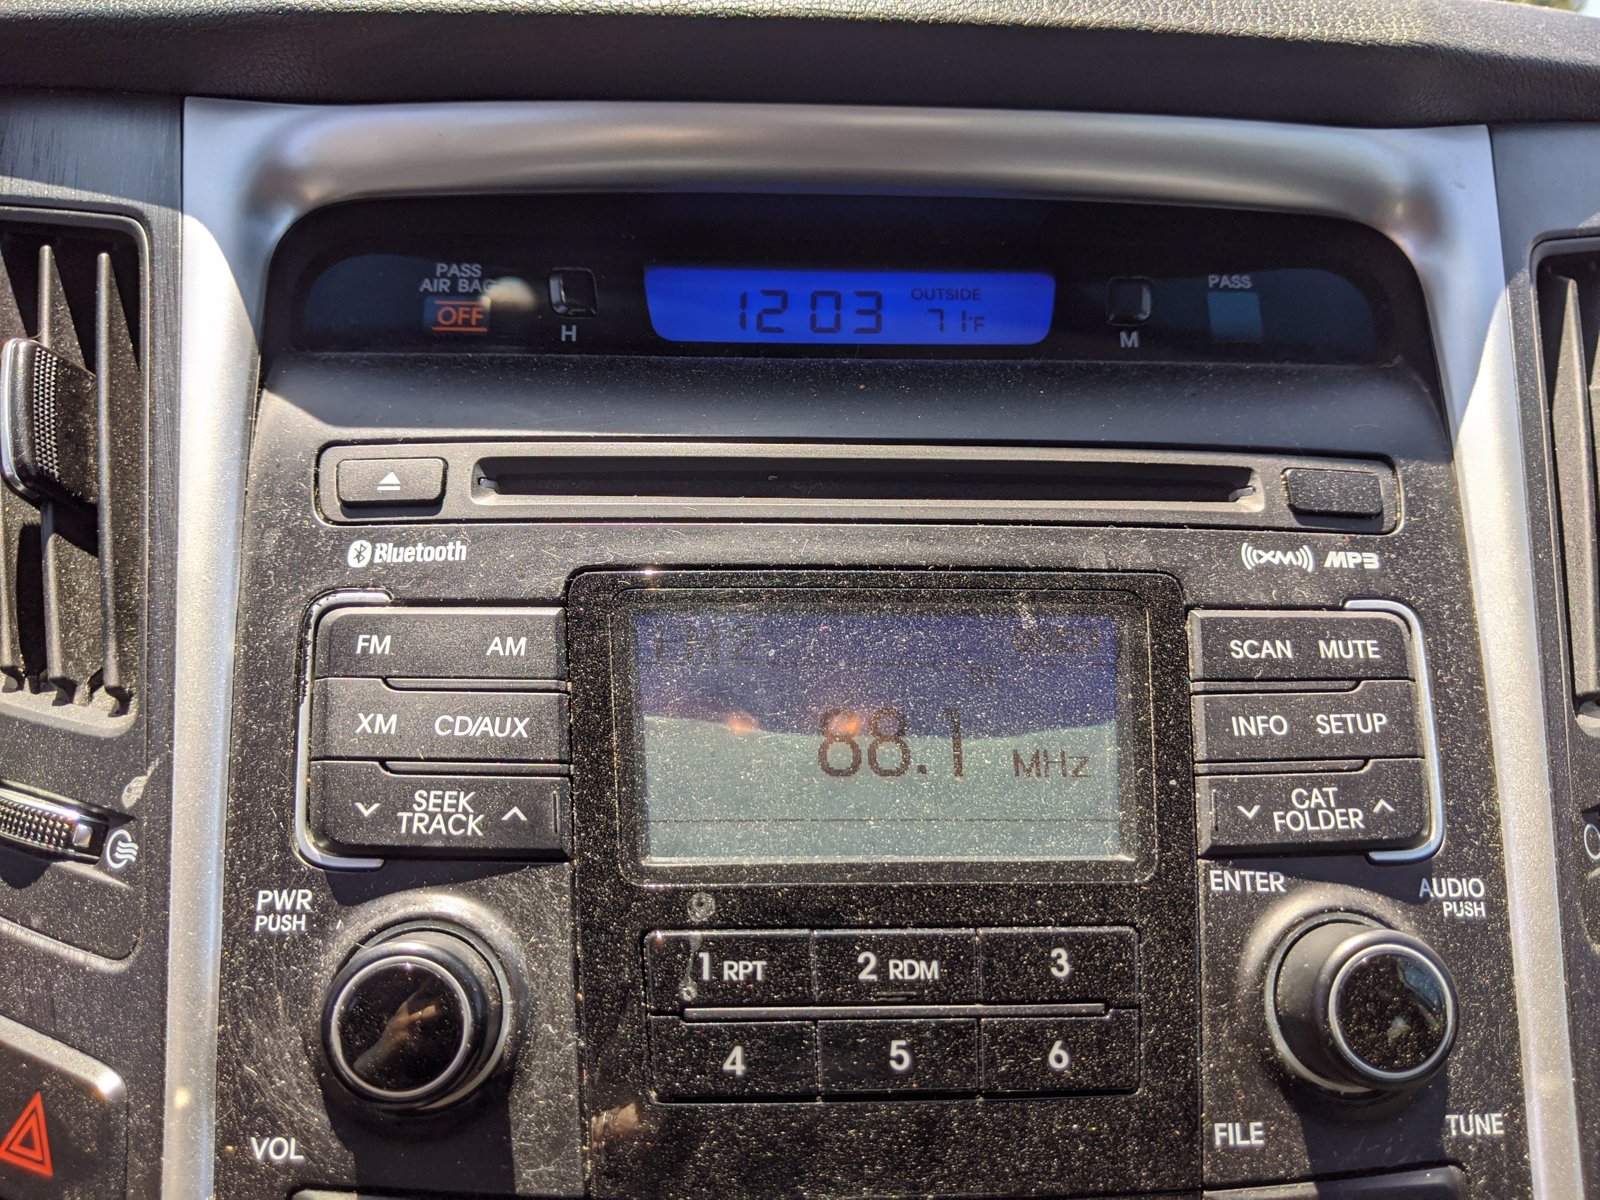 PASS
AIR BAG
OFF
H
12 03
OUTSIDE
71°F
M
PASS
Bluetooth
((XM)) MP3
FM AM
XM CD/AUX
SEEK
TRACK
88.1 MHz
SCAN MUTE
INFO SETUP
CAT
FOLDER
PWR
PUSH
VOL
1 RPT 2 RDM 3
4 5 6
ENTER
AUDIO
PUSH
FILE
TUNE